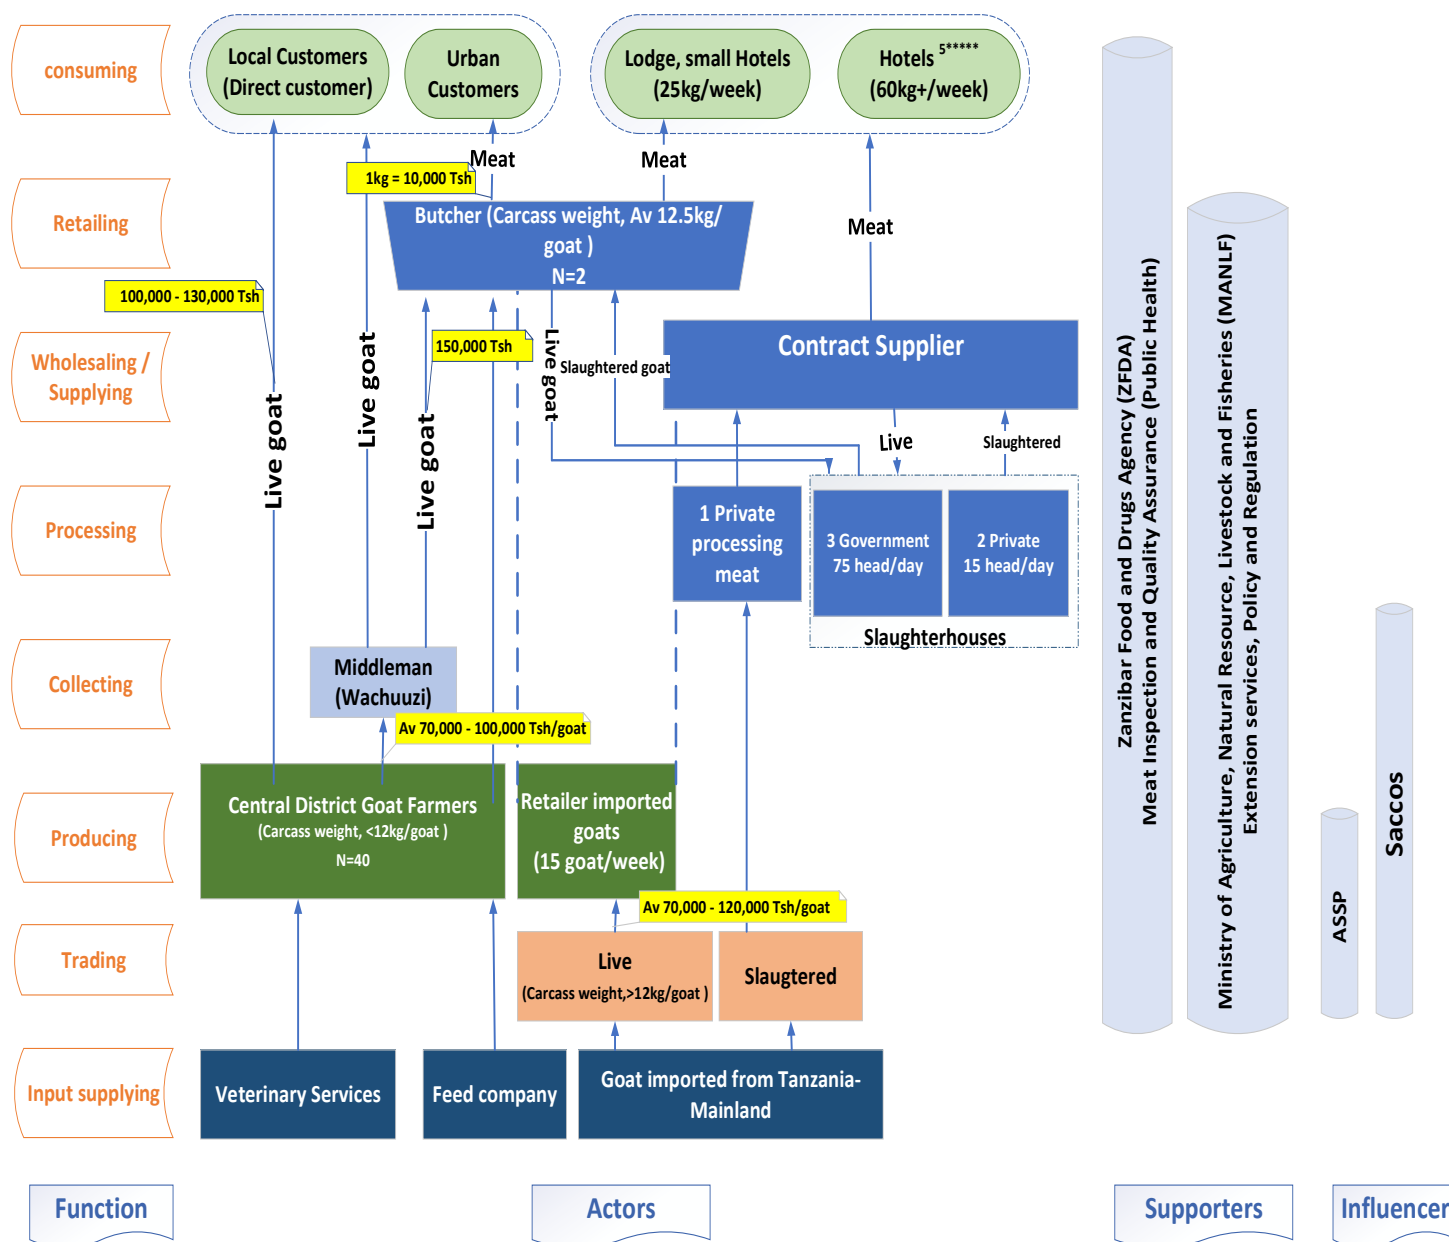 consuming
Local Customers
(Direct customer)
Urban
Customers
Lodge, small Hotels
(25kg/week)
Hotels 5*****
(60kg+/week)
Meat
Meat
1kg = 10,000 Tsh
Retailing
Butcher (Carcass weight, Av 12.5kg/
goat )
N=2
Meat
100,000 - 130,000 Tsh
Wholesaling /
Supplying
150,000 Tsh
Live goat
Live goat
Live goat
Live goat
Slaughtered goat
Contract Supplier
Live
Slaughtered
Processing
1 Private
processing
meat
3 Government
75 head/day
2 Private
15 head/day
Slaughterhouses
Collecting
Middleman
(Wachuuzi)
Av 70,000 - 100,000 Tsh/goat
Producing
Central District Goat Farmers
(Carcass weight, <12kg/goat )
N=40
Retailer imported
goats
(15 goat/week)
Av 70,000 - 120,000 Tsh/goat
Trading
Live
(Carcass weight,>12kg/goat )
Slaugtered
Input supplying
Veterinary Services
Feed company
Goat imported from Tanzania-
Mainland
Zanzibar Food and Drugs Agency (ZFDA)
Meat Inspection and Quality Assurance (Public Health)
Ministry of Agriculture, Natural Resource, Livestock and Fisheries (MANLF)
Extension services, Policy and Regulation
ASSP
Saccos
Function
Actors
Supporters
Influencer